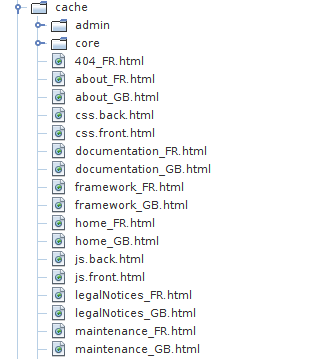 cache
admin
core
404_FR.html
about_FR.html
about_GB.html
css.back.html
css.front.html
documentation_FR.html
documentation_GB.html
framework_FR.html
framework_GB.html
home_FR.html
home_GB.html
js.back.html
js.front.html
legalNotices_FR.html
legalNotices_GB.html
maintenance_FR.html
maintenance_GB.html